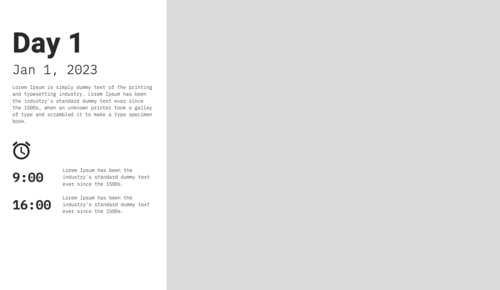 Day 1
Jan 1, 2023
Lorem Ipsum is simply dummy text of the printing
and typesetting industry. Lorem Ipsum has been
the industry's standard dummy text ever since
the 1500s, when an unknown printer took a galley
of type and scrambled it to make a type specimen
book.
9:00
Lorem Ipsum has been the
industry's standard dummy text
ever since the 1500s.
16:00
Lorem Ipsum has been the
industry's standard dummy text
ever since the 1500s.